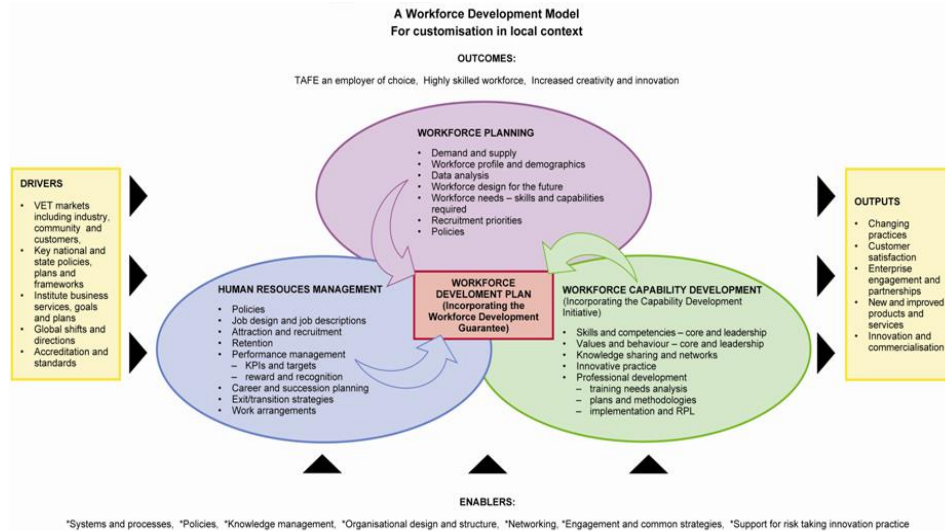 A Workforce Development Model
For customisation in local context
OUTCOMES:
TAFE an employer of choice, Highly skilled workforce, Increased creativity and innovation
WORKFORCE PLANNING
• Demand and supply
• Workforce profile and demographics
• Data analysis
• Workforce design for the future
• Workforce needs – skills and capabilities
required
• Recruitment priorities
• Policies
DRIVERS
• VET markets
including industry,
community and
customers,
• Key national and
state policies,
plans and
frameworks
• Institute business
services, goals
and plans
• Global shifts and
directions
• Accreditation and
standards
HUMAN RESOUCES MANAGEMENT
• Policies
• Job design and job descriptions
• Attraction and recruitment
• Retention
• Performance management
– KPIs and targets
– reward and recognition
• Career and succession planning
• Exit/transition strategies
• Work arrangements
WORKFORCE
DEVELOMENT PLAN
(Incorporating the
Workforce Development
Guarantee)
WORKFORCE CAPABILITY DEVELOPMENT
(Incorporating the Capability Development
Initiative)
• Skills and competencies – core and leadership
• Values and behaviour – core and leadership
• Knowledge sharing and networks
• Innovative practice
• Professional development
– training needs analysis
– plans and methodologies
– implementation and RPL
OUTPUTS
• Changing
practices
• Customer
satisfaction
• Enterprise
engagement and
partnerships
• New and improved
products and
services
• Innovation and
commercialisation
ENABLERS:
*Systems and processes, *Policies, *Knowledge management, *Organisational design and structure, *Networking, *Engagement and common strategies, *Support for risk taking innovation practice